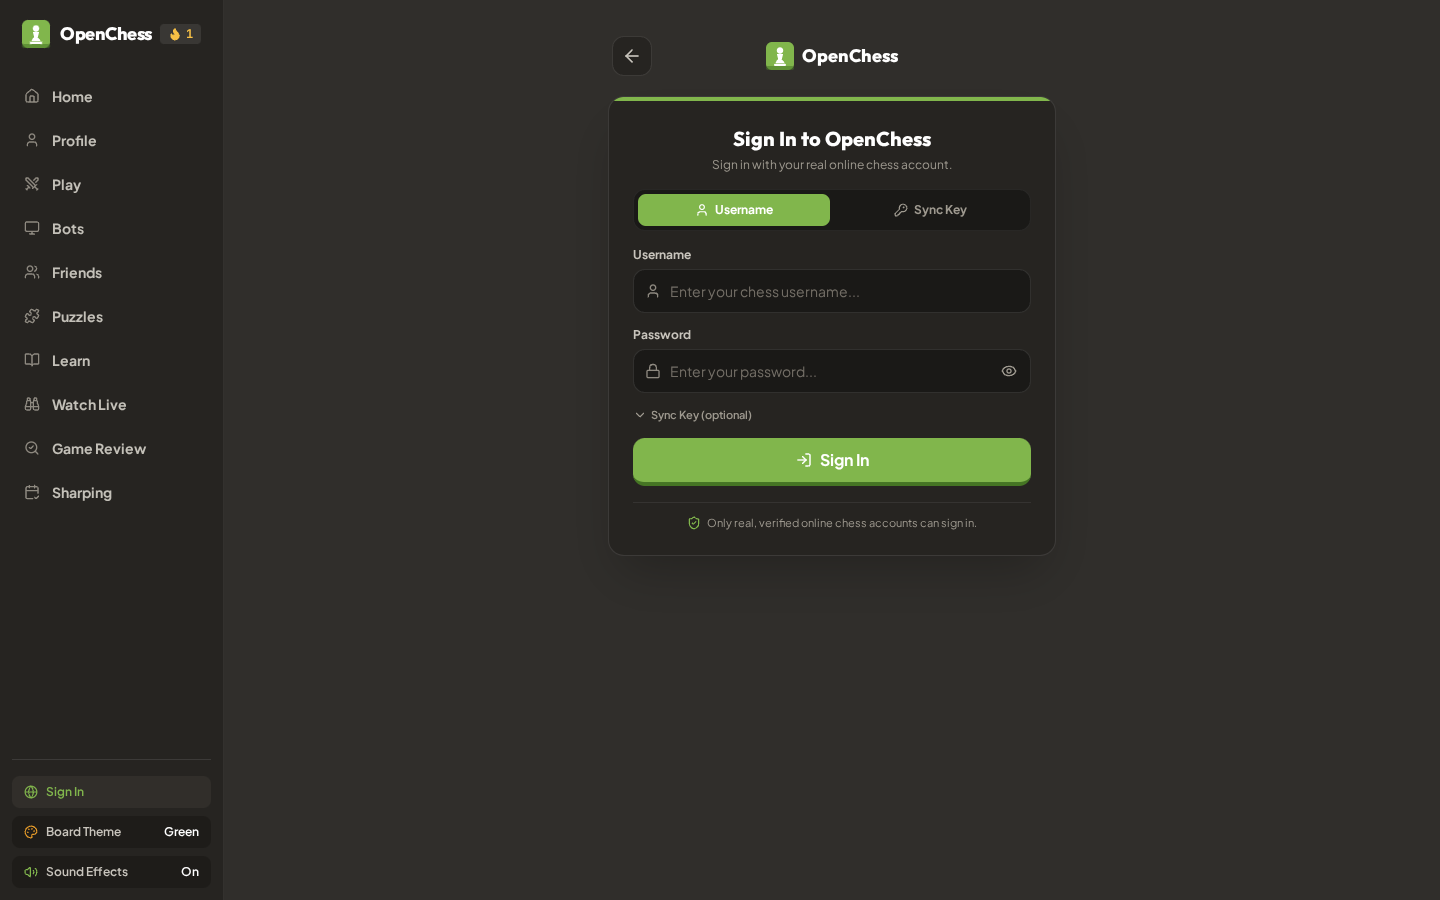 OpenChess 1
Home
Profile
Play
Bots
Friends
Puzzles
Learn
Watch Live
Game Review
Sharping
Sign In
Board Theme Green
Sound Effects On
OpenChess
Sign In to OpenChess
Sign in with your real online chess account.
Username Sync Key
Username
Enter your chess username...
Password
Enter your password...
Sync Key (optional)
Sign In
Only real, verified online chess accounts can sign in.